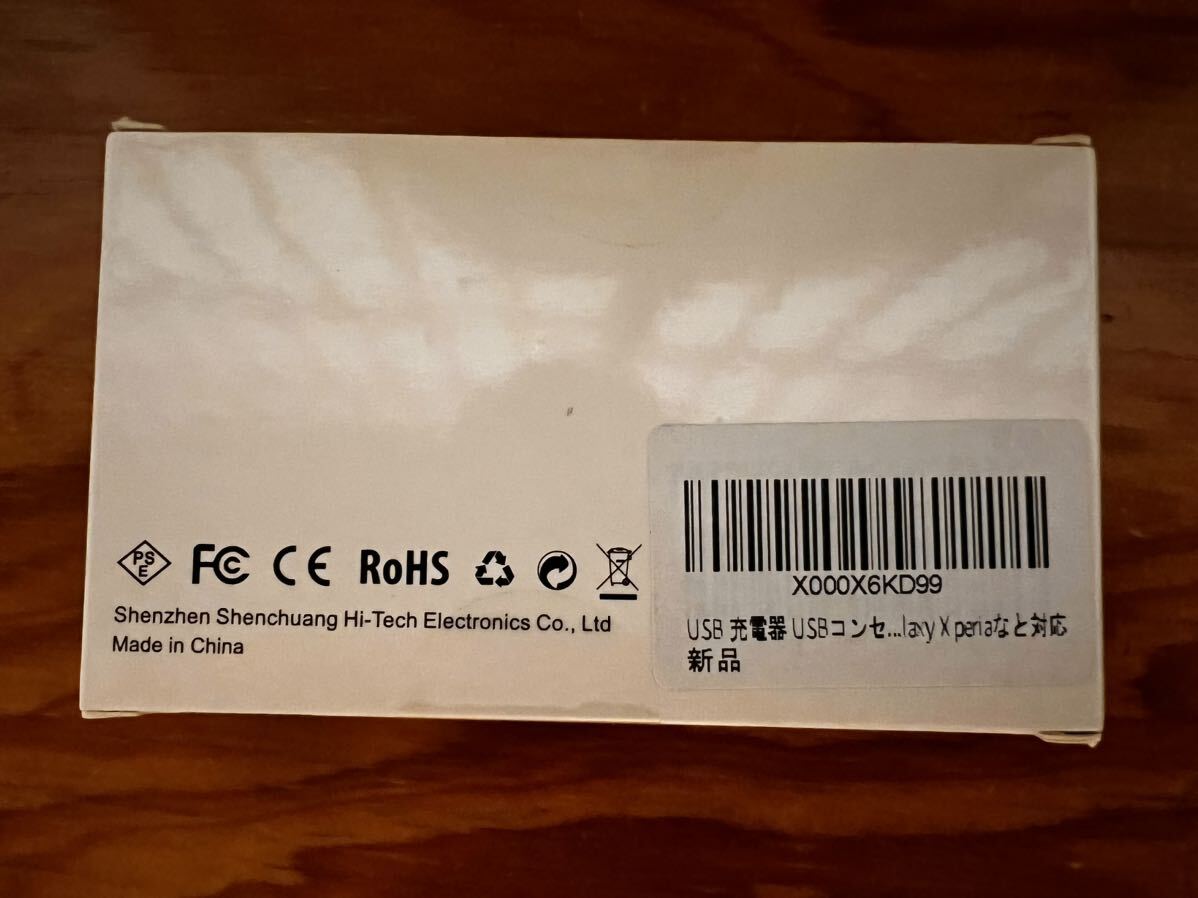 PSE FC CE RoHS
Shenzhen Shenchuang Hi-Tech Electronics Co., Ltd
Made in China
X000X6KD99
USB 充電器 USBコンセ...laxy Xperiaなと対応
新品